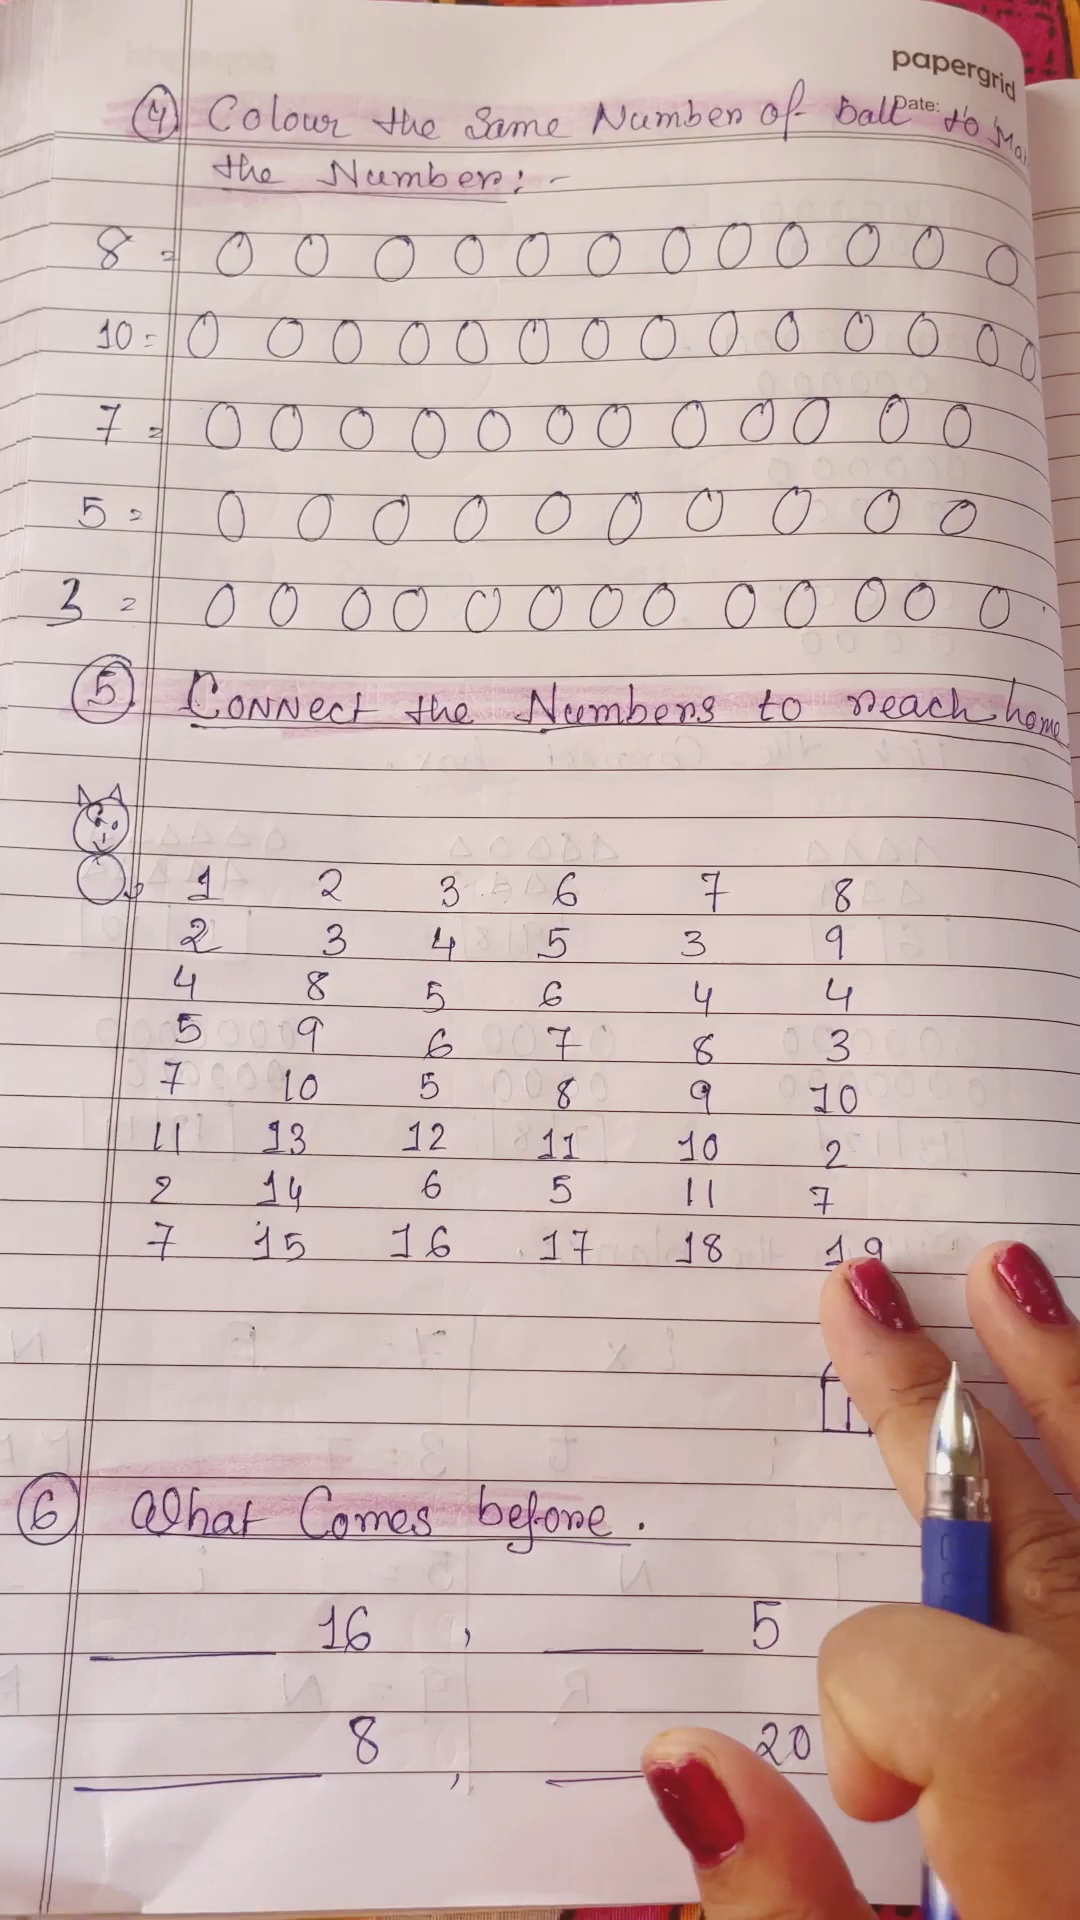 papergrid
Date:
4 Colour the Same Number of ball to
the Number:-
8 =
10 =
7 =
5 =
3 =
5 Connect the Numbers to reach home
1 2 3 6 7 8
2 3 4 5 3 9
4 8 5 6 4 4
5 9 6 7 8 3
7 10 5 8 9 10
11 13 12 11 10 2
2 14 6 5 11 7
7 15 16 17 18 19
6 What Comes before.
____ 16 , ____ 5
____ 8 , ____ 20